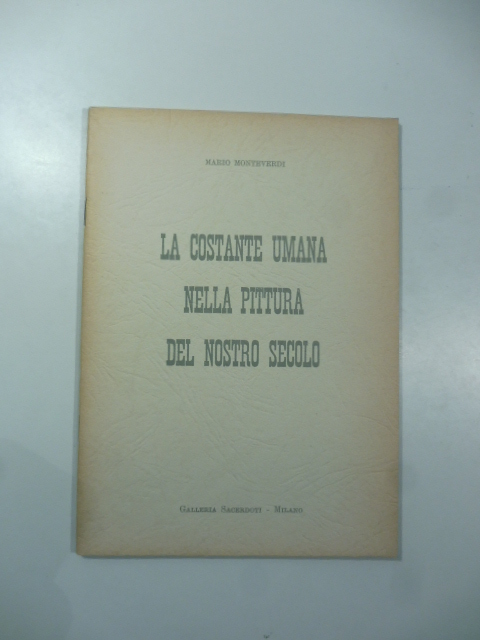 MARIO MONTEVERDI
LA COSTANTE UMANA
NELLA PITTURA
DEL NOSTRO SECOLO
GALLERIA SACERDOTI - MILANO